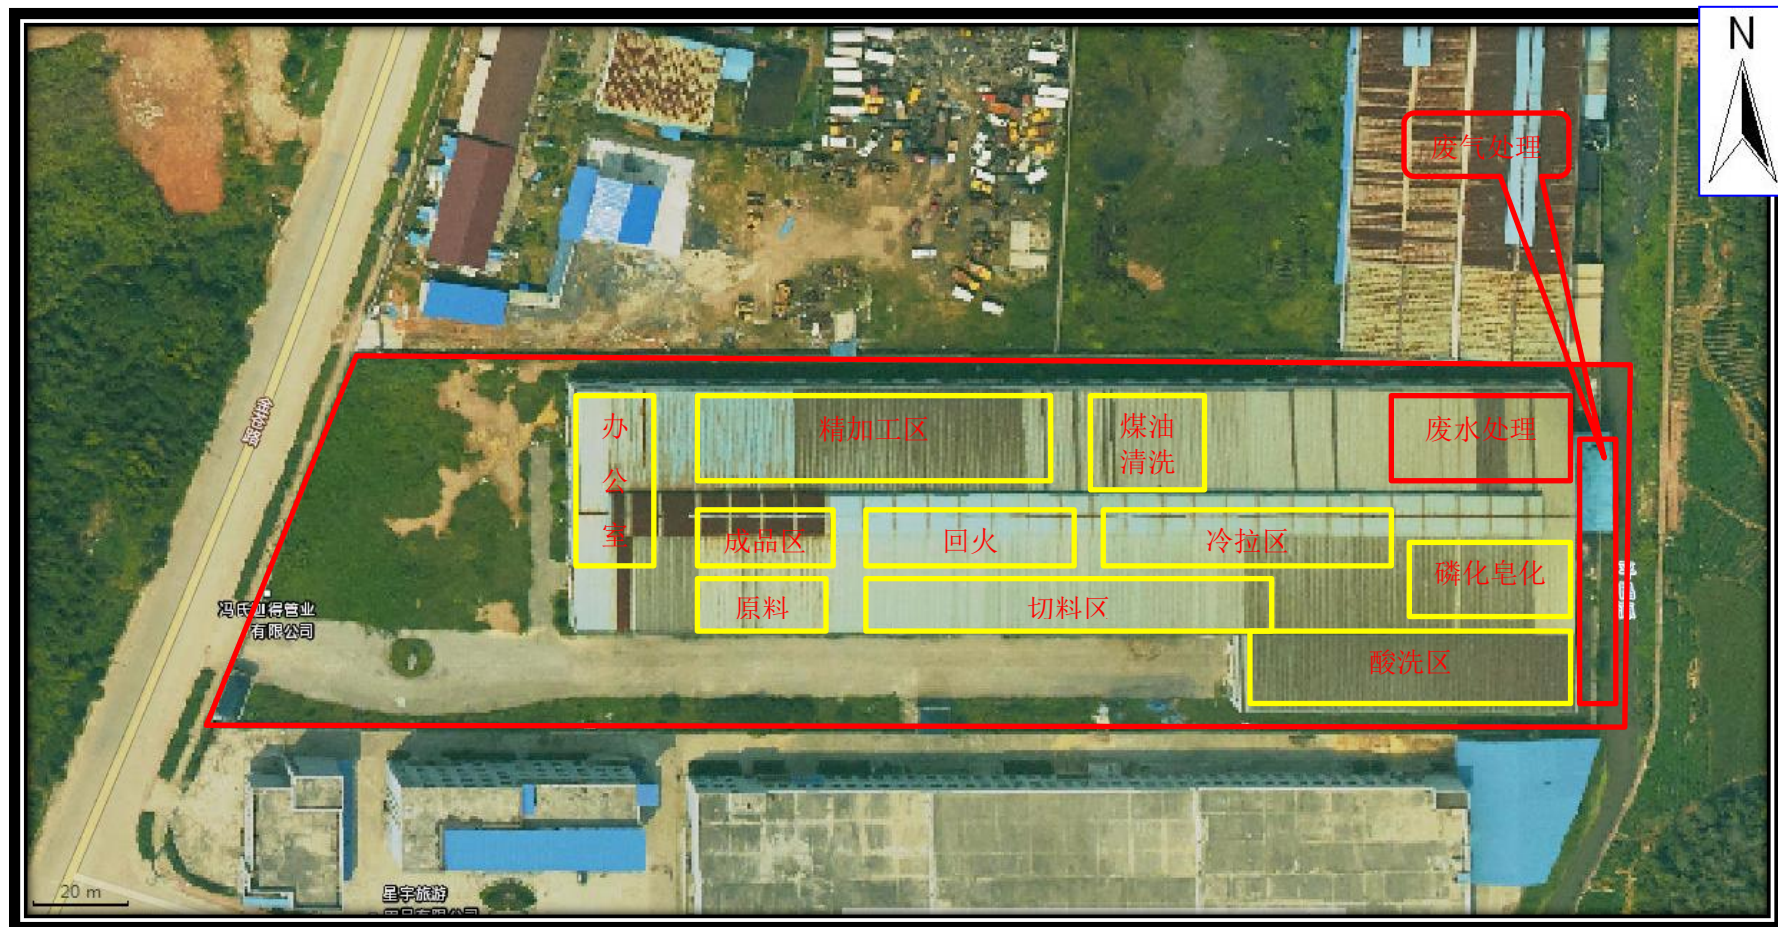 N
废气处理
办
公
室
精加工区
煤油
清洗
废水处理
成品区
回火
冷拉区
磷化皂化
原料
切料区
酸洗区
有限公司
20 m
星宇旅游